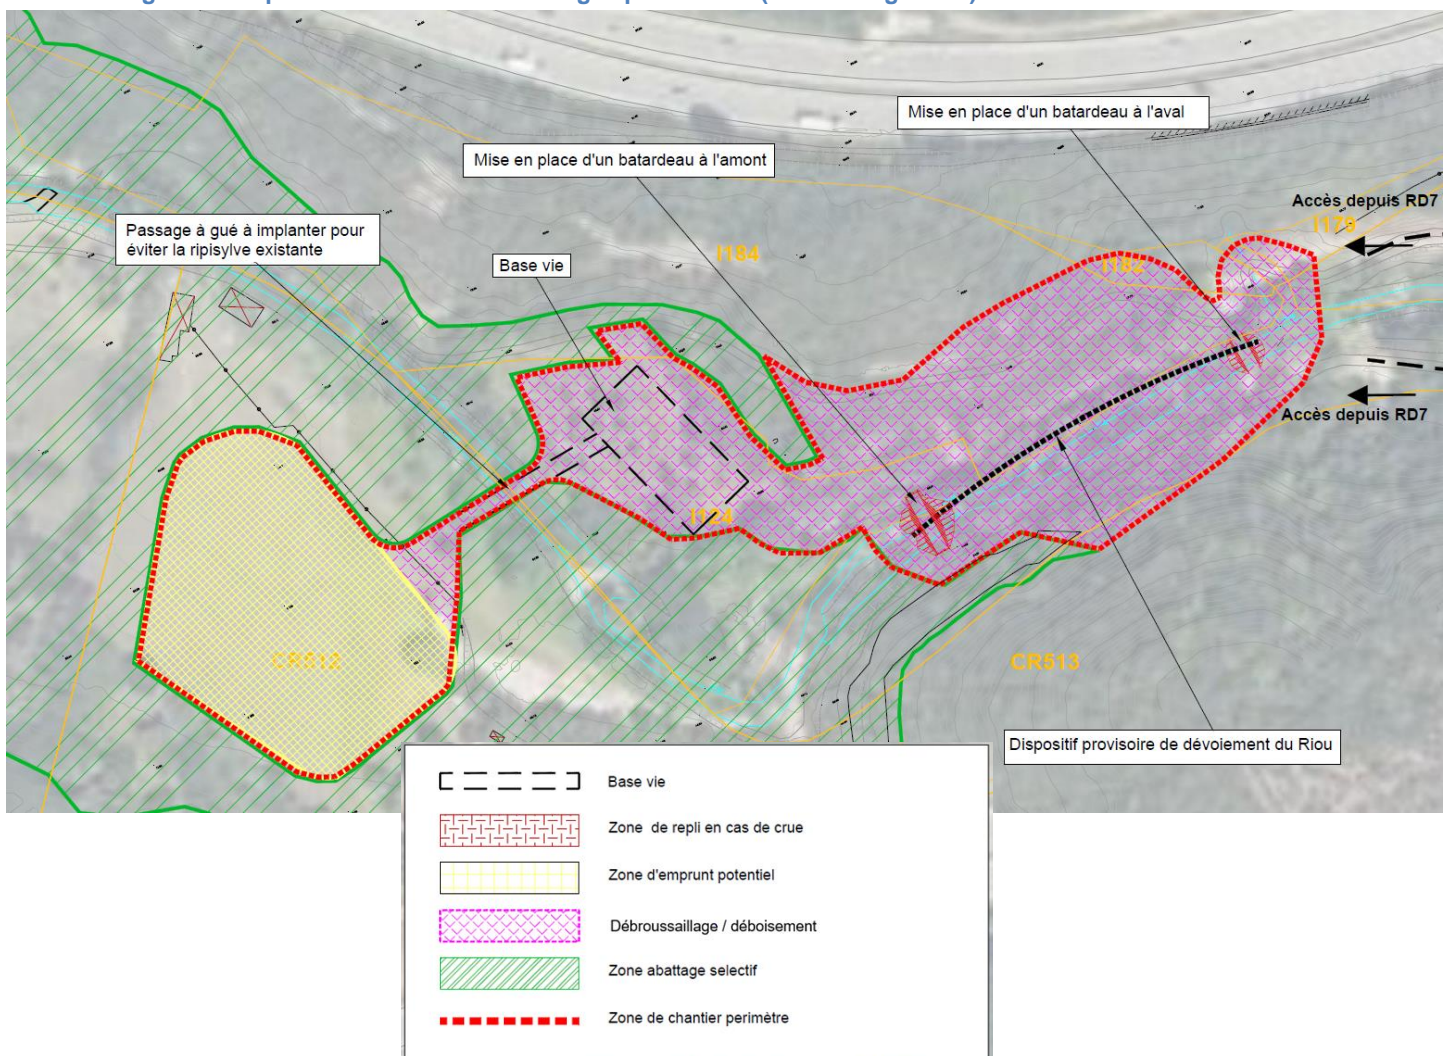 Mise en place d'un batardeau à l'aval
Mise en place d'un batardeau à l'amont
Accès depuis RD7
I179
Passage à gué à implanter pour
éviter la ripisylve existante
Base vie
I184
I182
Accès depuis RD7
I124
CR512
CR513
Dispositif provisoire de dévoiement du Riou
Base vie
Zone de repli en cas de crue
Zone d'emprunt potentiel
Débroussaillage / déboisement
Zone abattage selectif
Zone de chantier perimètre